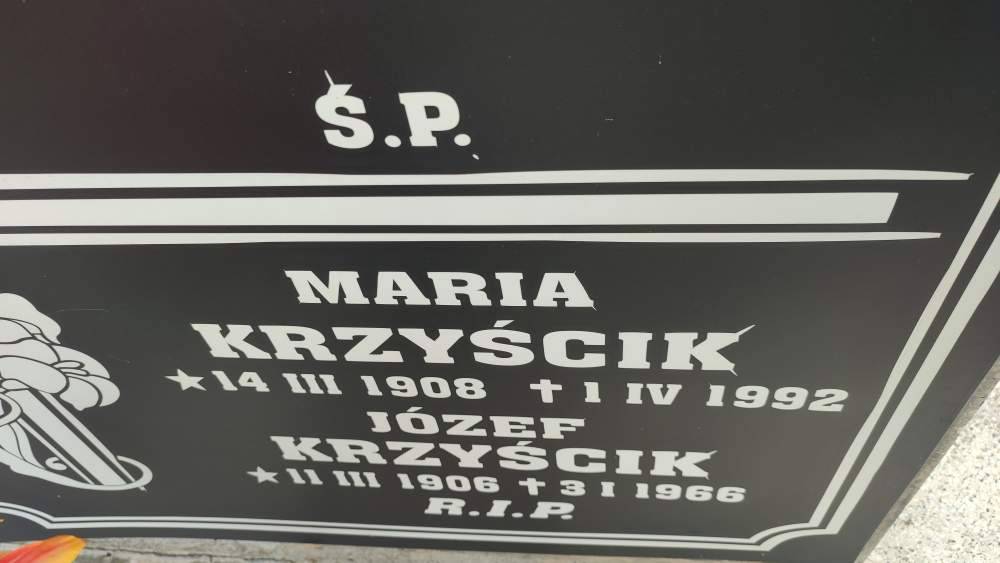 Ś.P.
MARIA
KRZYŚCIK
★14 III 1908 ✝ 1 IV 1992
JÓZEF
KRZYŚCIK
★11 III 1906 ✝ 3 I 1966
R.I.P.